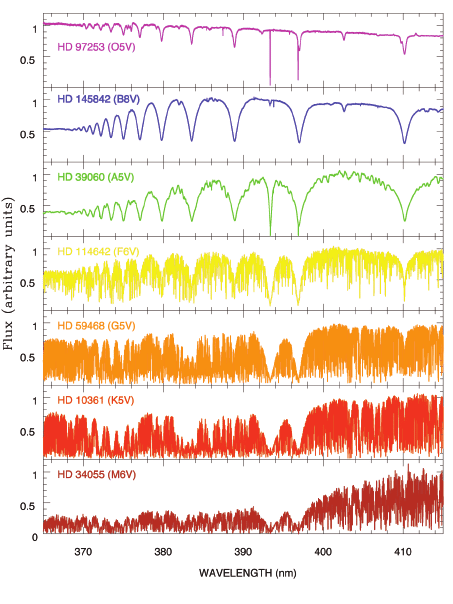 1
0.5
HD 97253 (O5V)
1
0.5
HD 145842 (B8V)
1
0.5
HD 39060 (A5V)
1
0.5
HD 114642 (F6V)
1
0.5
HD 59468 (G5V)
1
0.5
HD 10361 (K5V)
1
0.5
0
HD 34055 (M6V)
Flux (arbitrary units)
370 380 390 400 410
WAVELENGTH (nm)